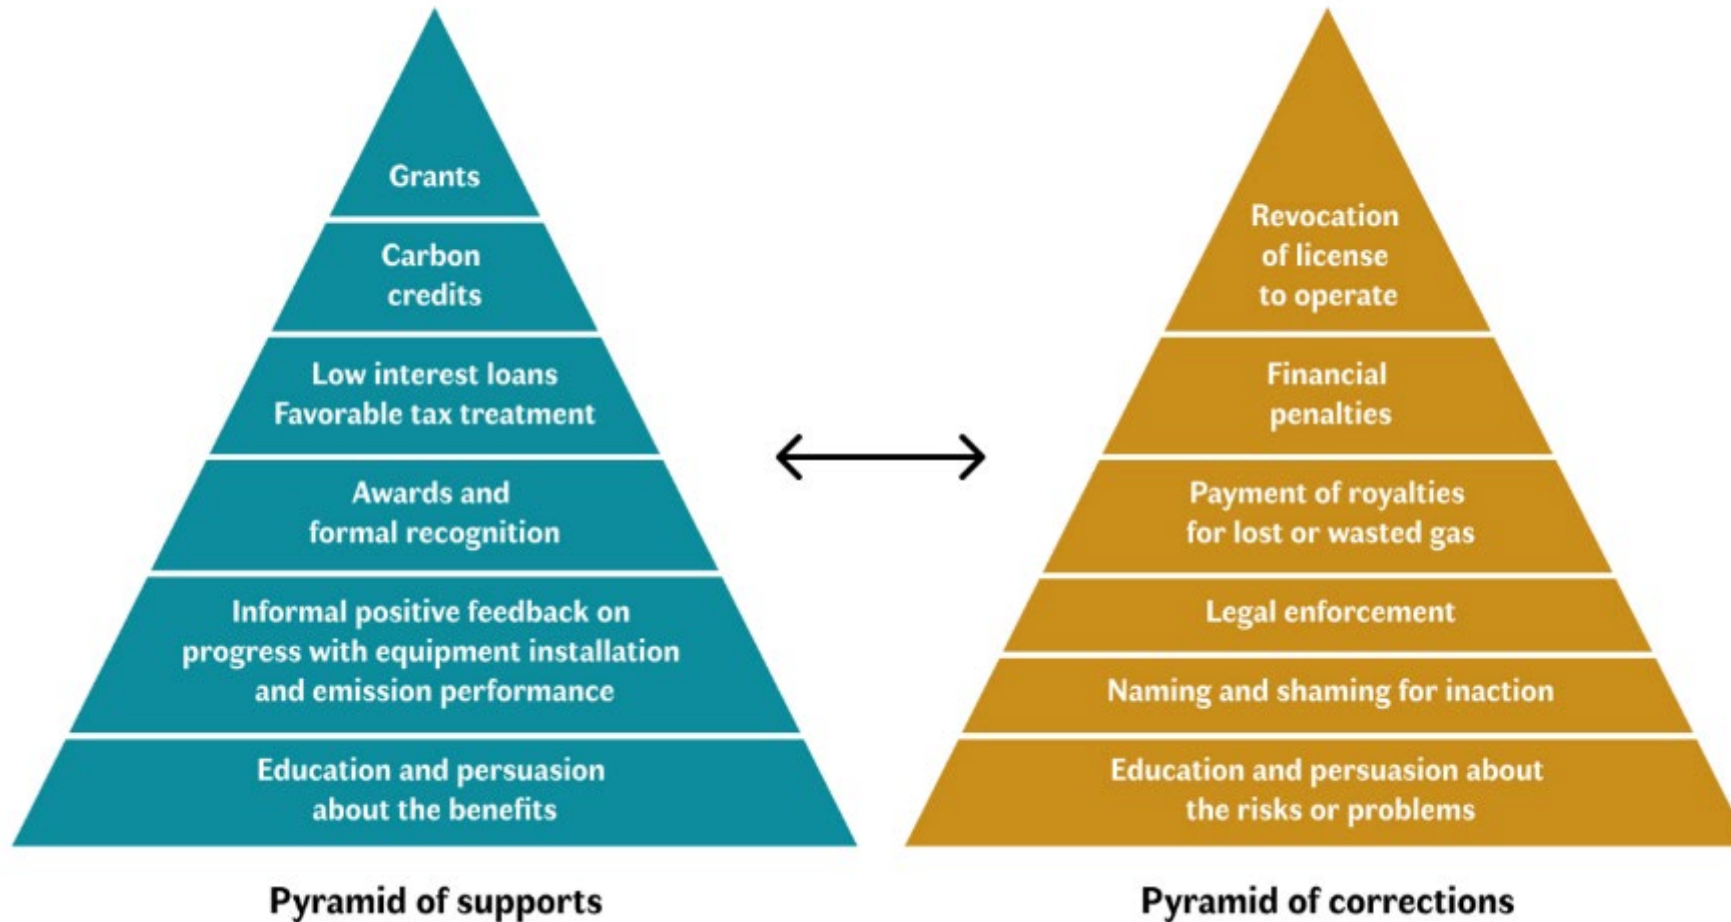 Grants
Carbon
credits
Low interest loans
Favorable tax treatment
Awards and
formal recognition
Informal positive feedback on
progress with equipment installation
and emission performance
Education and persuasion
about the benefits
Pyramid of supports
Revocation
of license
to operate
Financial
penalties
Payment of royalties
for lost or wasted gas
Legal enforcement
Naming and shaming for inaction
Education and persuasion about
the risks or problems
Pyramid of corrections